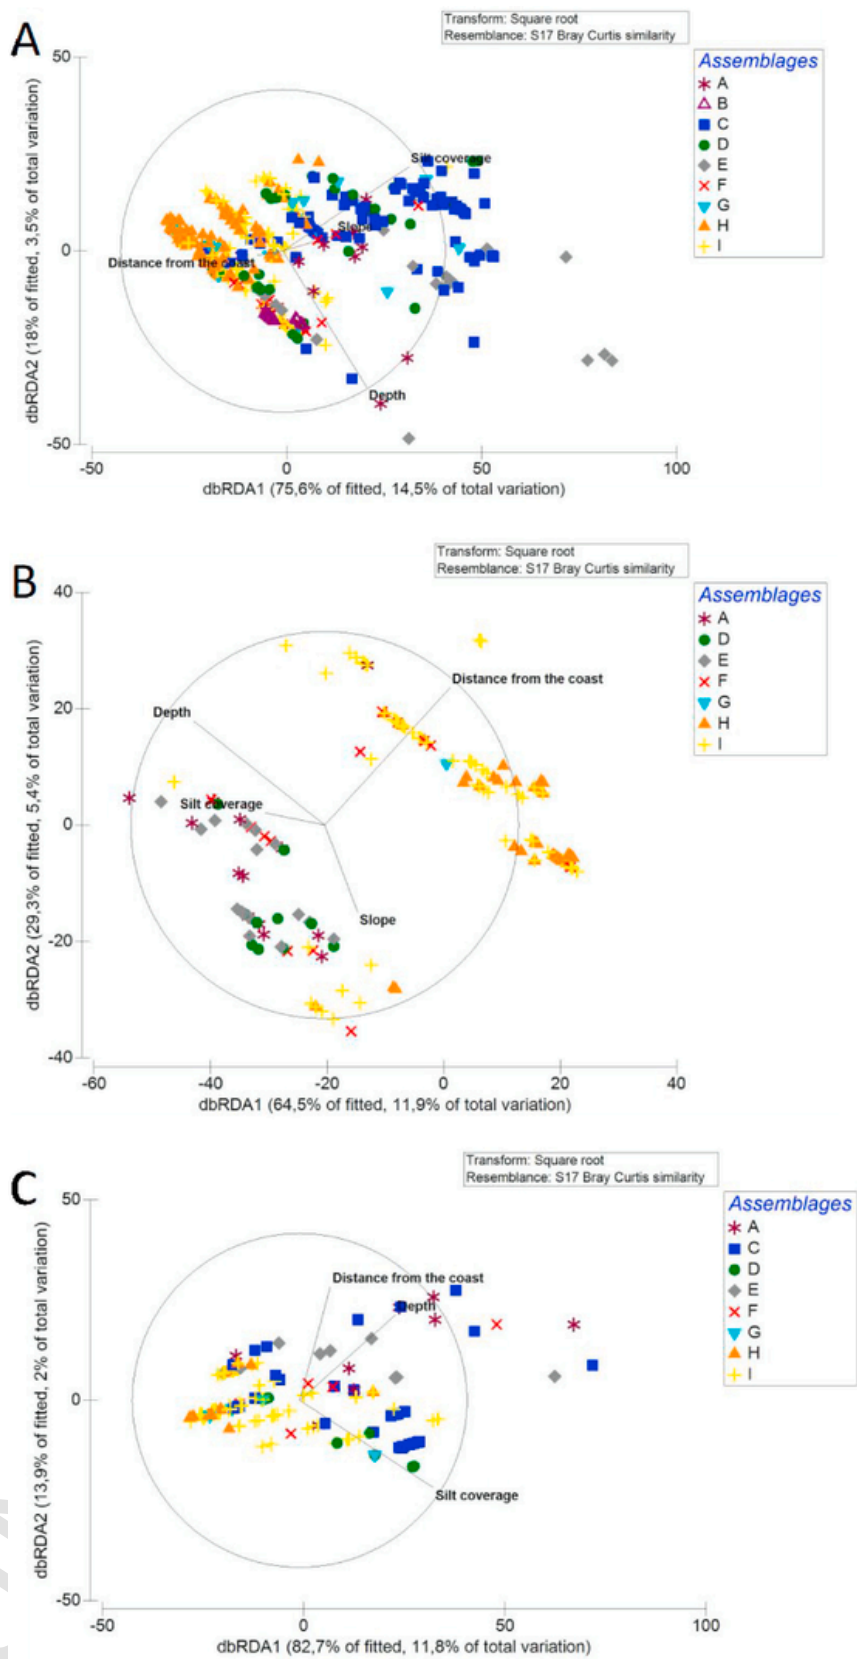 A
Transform: Square root
Resemblance: S17 Bray Curtis similarity
Assemblages
A
B
C
D
E
F
G
H
I
50
0
-50
dbRDA2 (18% of fitted, 3,5% of total variation)
Silt coverage
Slope
Distance from the coast
Depth
-50
0
50
100
dbRDA1 (75,6% of fitted, 14,5% of total variation)
B
Transform: Square root
Resemblance: S17 Bray Curtis similarity
Assemblages
A
D
E
F
G
H
I
40
20
0
-20
-40
dbRDA2 (29,3% of fitted, 5,4% of total variation)
Distance from the coast
Depth
Silt coverage
Slope
-60
-40
-20
0
20
40
dbRDA1 (64,5% of fitted, 11,9% of total variation)
C
Transform: Square root
Resemblance: S17 Bray Curtis similarity
Assemblages
A
C
D
E
F
G
H
I
50
0
-50
dbRDA2 (13,9% of fitted, 2% of total variation)
Distance from the coast
Depth
Silt coverage
-50
0
50
100
dbRDA1 (82,7% of fitted, 11,8% of total variation)